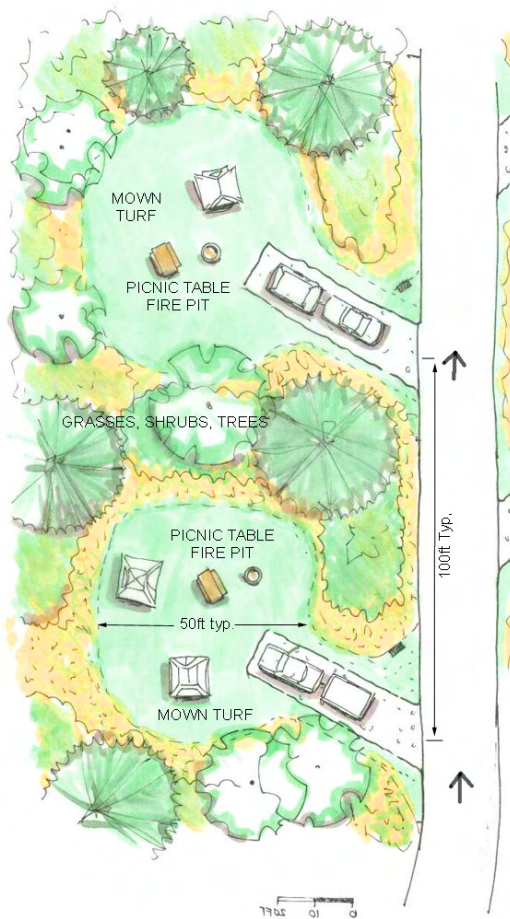 MOWN
TURF
PICNIC TABLE
FIRE PIT
GRASSES, SHRUBS, TREES
PICNIC TABLE
FIRE PIT
100ft Typ,
50ft typ.
MOWN TURF
0 10 20FT